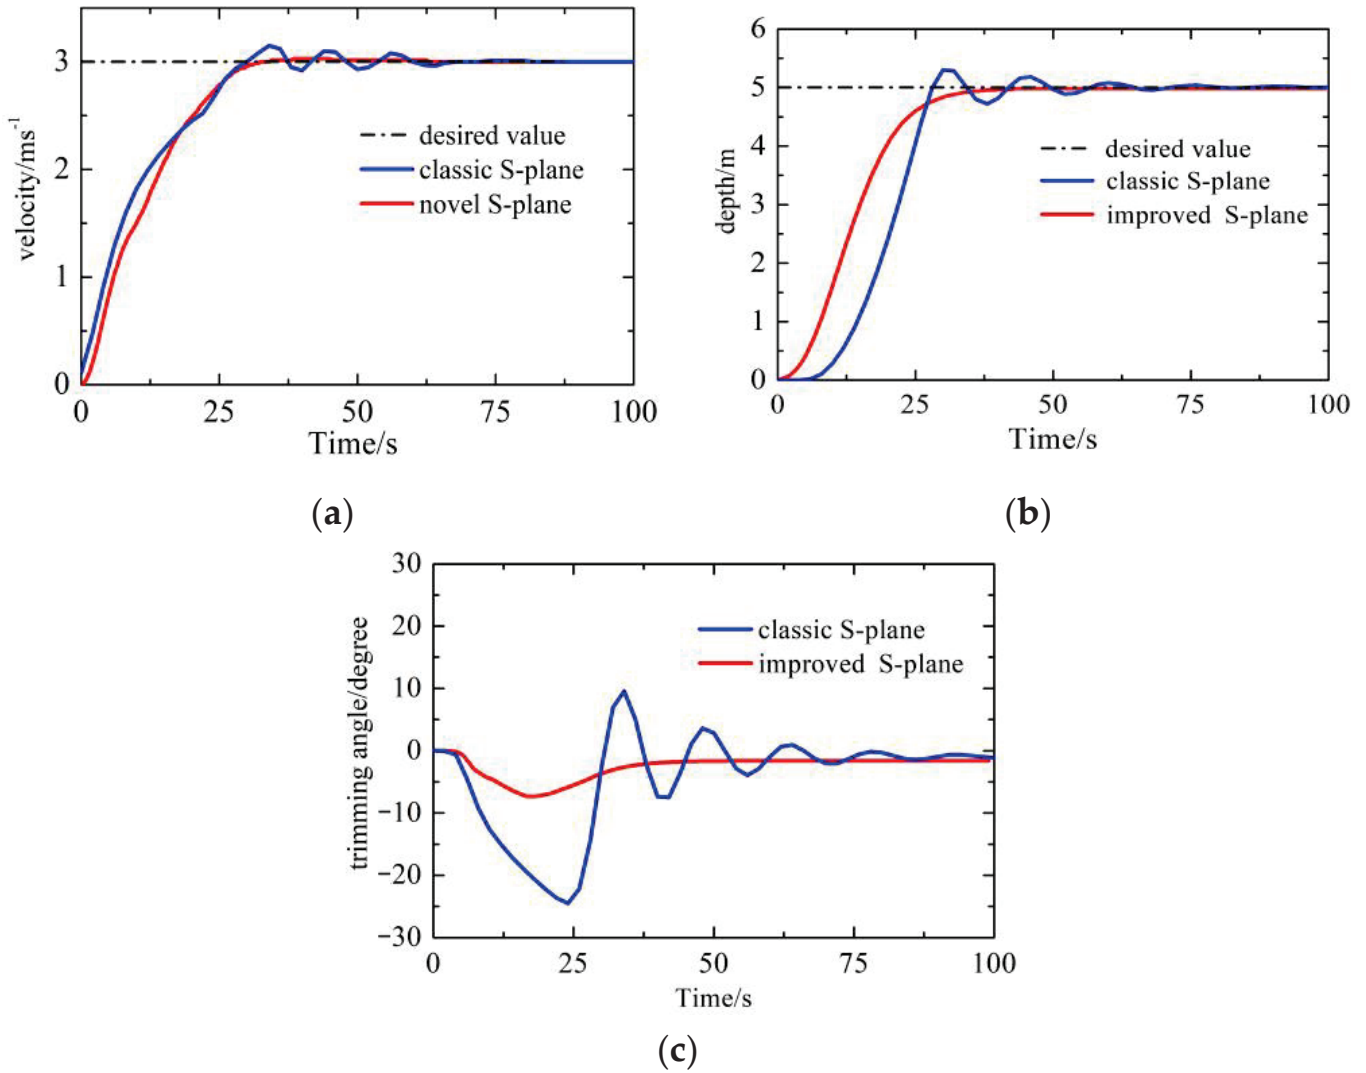 3
2
1
0
velocity/ms⁻¹
desired value
classic S-plane
novel S-plane
0 25 50 75 100
Time/s
(a)
6
5
4
3
2
1
0
depth/m
desired value
classic S-plane
improved S-plane
0 25 50 75 100
Time/s
(b)
30
20
10
0
−10
−20
−30
trimming angle/degree
classic S-plane
improved S-plane
0 25 50 75 100
Time/s
(c)